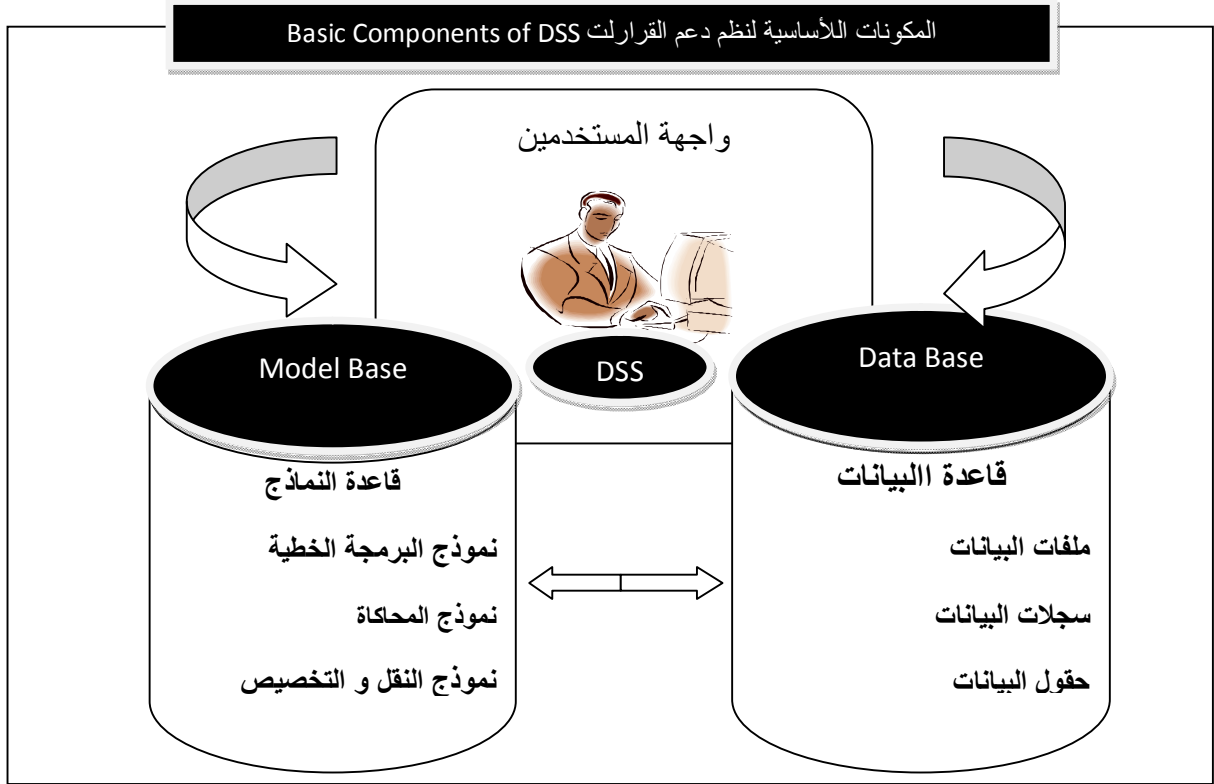 المكونات اللأساسية لنظم دعم القرارلت Basic Components of DSS
واجهة المستخدمين
Model Base
DSS
Data Base
قاعدة النماذج
نموذج البرمجة الخطية
نموذج المحاكاة
نموذج النقل و التخصيص
قاعدة االبيانات
ملفات البيانات
سجلات البيانات
حقول البيانات